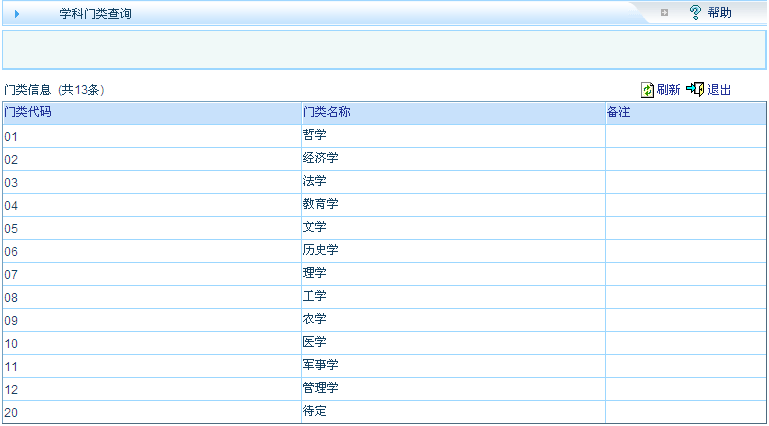 学科门类查询 帮助
门类信息 (共13条) 刷新 退出
门类代码 门类名称 备注
01 哲学
02 经济学
03 法学
04 教育学
05 文学
06 历史学
07 理学
08 工学
09 农学
10 医学
11 军事学
12 管理学
20 待定